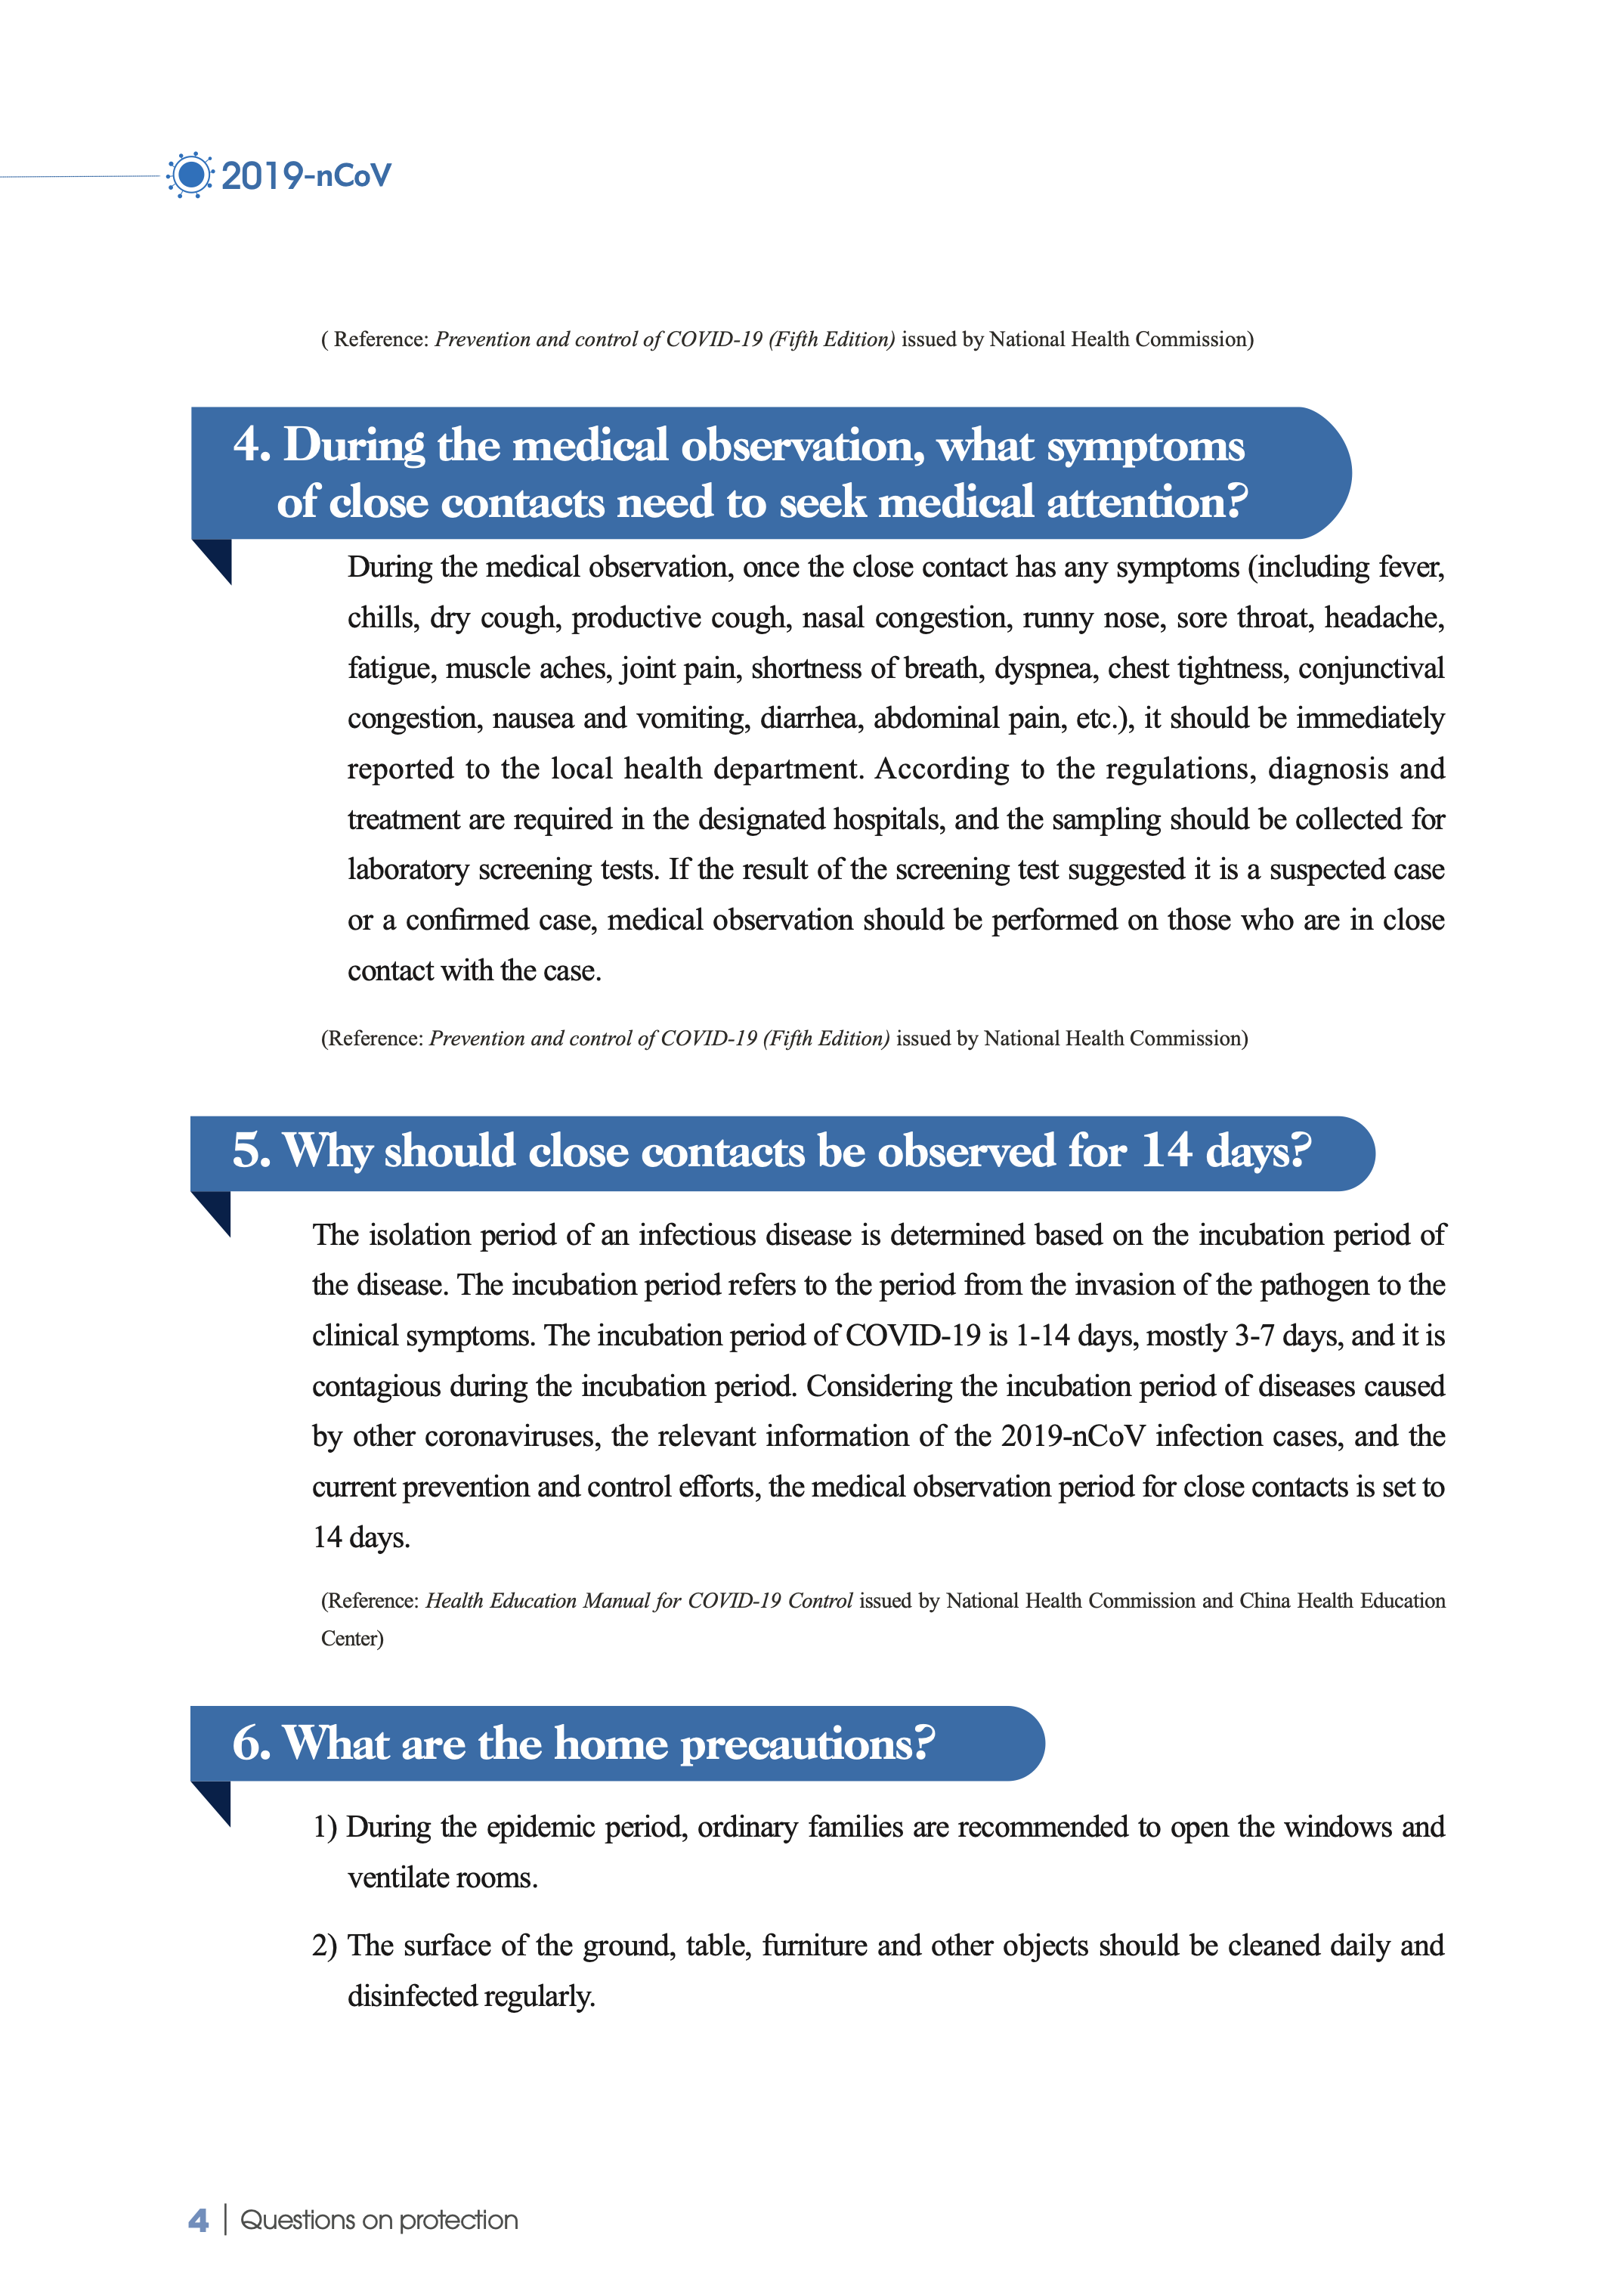 2019-nCoV
( Reference: Prevention and control of COVID-19 (Fifth Edition) issued by National Health Commission)
4. During the medical observation, what symptoms
of close contacts need to seek medical attention?
During the medical observation, once the close contact has any symptoms (including fever,
chills, dry cough, productive cough, nasal congestion, runny nose, sore throat, headache,
fatigue, muscle aches, joint pain, shortness of breath, dyspnea, chest tightness, conjunctival
congestion, nausea and vomiting, diarrhea, abdominal pain, etc.), it should be immediately
reported to the local health department. According to the regulations, diagnosis and
treatment are required in the designated hospitals, and the sampling should be collected for
laboratory screening tests. If the result of the screening test suggested it is a suspected case
or a confirmed case, medical observation should be performed on those who are in close
contact with the case.
(Reference: Prevention and control of COVID-19 (Fifth Edition) issued by National Health Commission)
5. Why should close contacts be observed for 14 days?
The isolation period of an infectious disease is determined based on the incubation period of
the disease. The incubation period refers to the period from the invasion of the pathogen to the
clinical symptoms. The incubation period of COVID-19 is 1-14 days, mostly 3-7 days, and it is
contagious during the incubation period. Considering the incubation period of diseases caused
by other coronaviruses, the relevant information of the 2019-nCoV infection cases, and the
current prevention and control efforts, the medical observation period for close contacts is set to
14 days.
(Reference: Health Education Manual for COVID-19 Control issued by National Health Commission and China Health Education
Center)
6. What are the home precautions?
1) During the epidemic period, ordinary families are recommended to open the windows and
ventilate rooms.
2) The surface of the ground, table, furniture and other objects should be cleaned daily and
disinfected regularly.
4 | Questions on protection